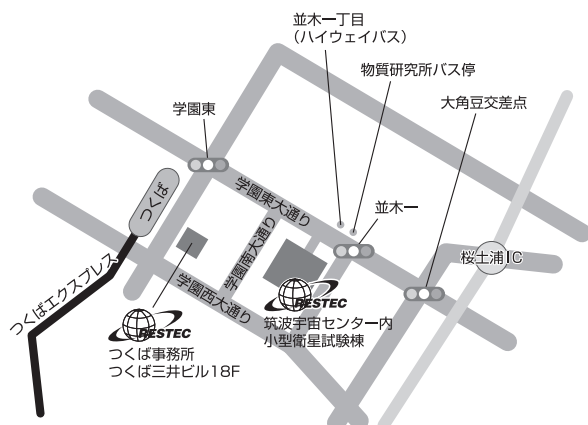 並木一丁目
（ハイウェイバス）
物質研究所バス停
学園東
大角豆交差点
つくば
学園東大通り
並木一
学園南大通り
桜土浦IC
つくばエクスプレス
学園西大通り
RESTEC
RESTEC
筑波宇宙センター内
小型衛星試験棟
つくば事務所
つくば三井ビル18F